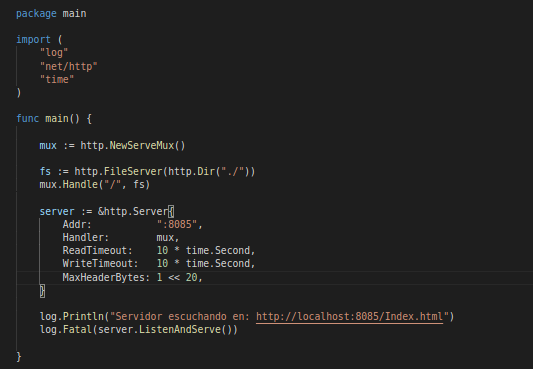 package main
import (
"log"
"net/http"
"time"
)
func main() {
mux := http.NewServeMux()
fs := http.FileServer(http.Dir("./"))
mux.Handle("/", fs)
server := &http.Server{
Addr:           ":8085",
Handler:        mux,
ReadTimeout:    10 * time.Second,
WriteTimeout:   10 * time.Second,
MaxHeaderBytes: 1 << 20,
}
log.Println("Servidor escuchando en: http://localhost:8085/Index.html")
log.Fatal(server.ListenAndServe())
}